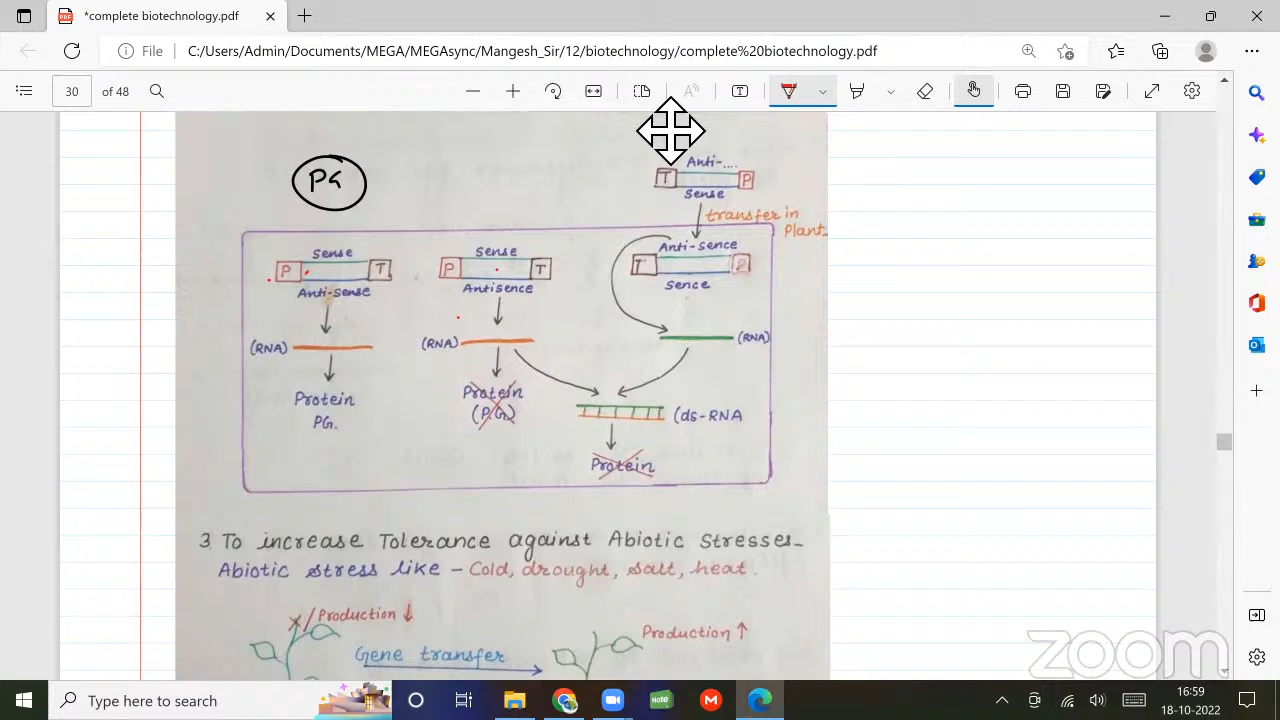 *complete biotechnology.pdf
File
C:/Users/Admin/Documents/MEGA/MEGAsync/Mangesh_Sir/12/biotechnology/complete%20biotechnology.pdf
30 of 48
PG
Anti-....
T P
Sense
transfer in
Plant
Sense
P T
Anti-sense
(RNA)
Protein
PG.
Sense
P T
Antisence
(RNA)
Protein
(PG)
Anti-sence
T P
Sence
(RNA)
(ds-RNA
Protein
3 To increase Tolerance against Abiotic Stresses-
Abiotic stress like - Cold, drought, salt, heat.
x/Production ↓
Gene transfer
Production ↑
zoom
Type here to search
Note
16:59
18-10-2022